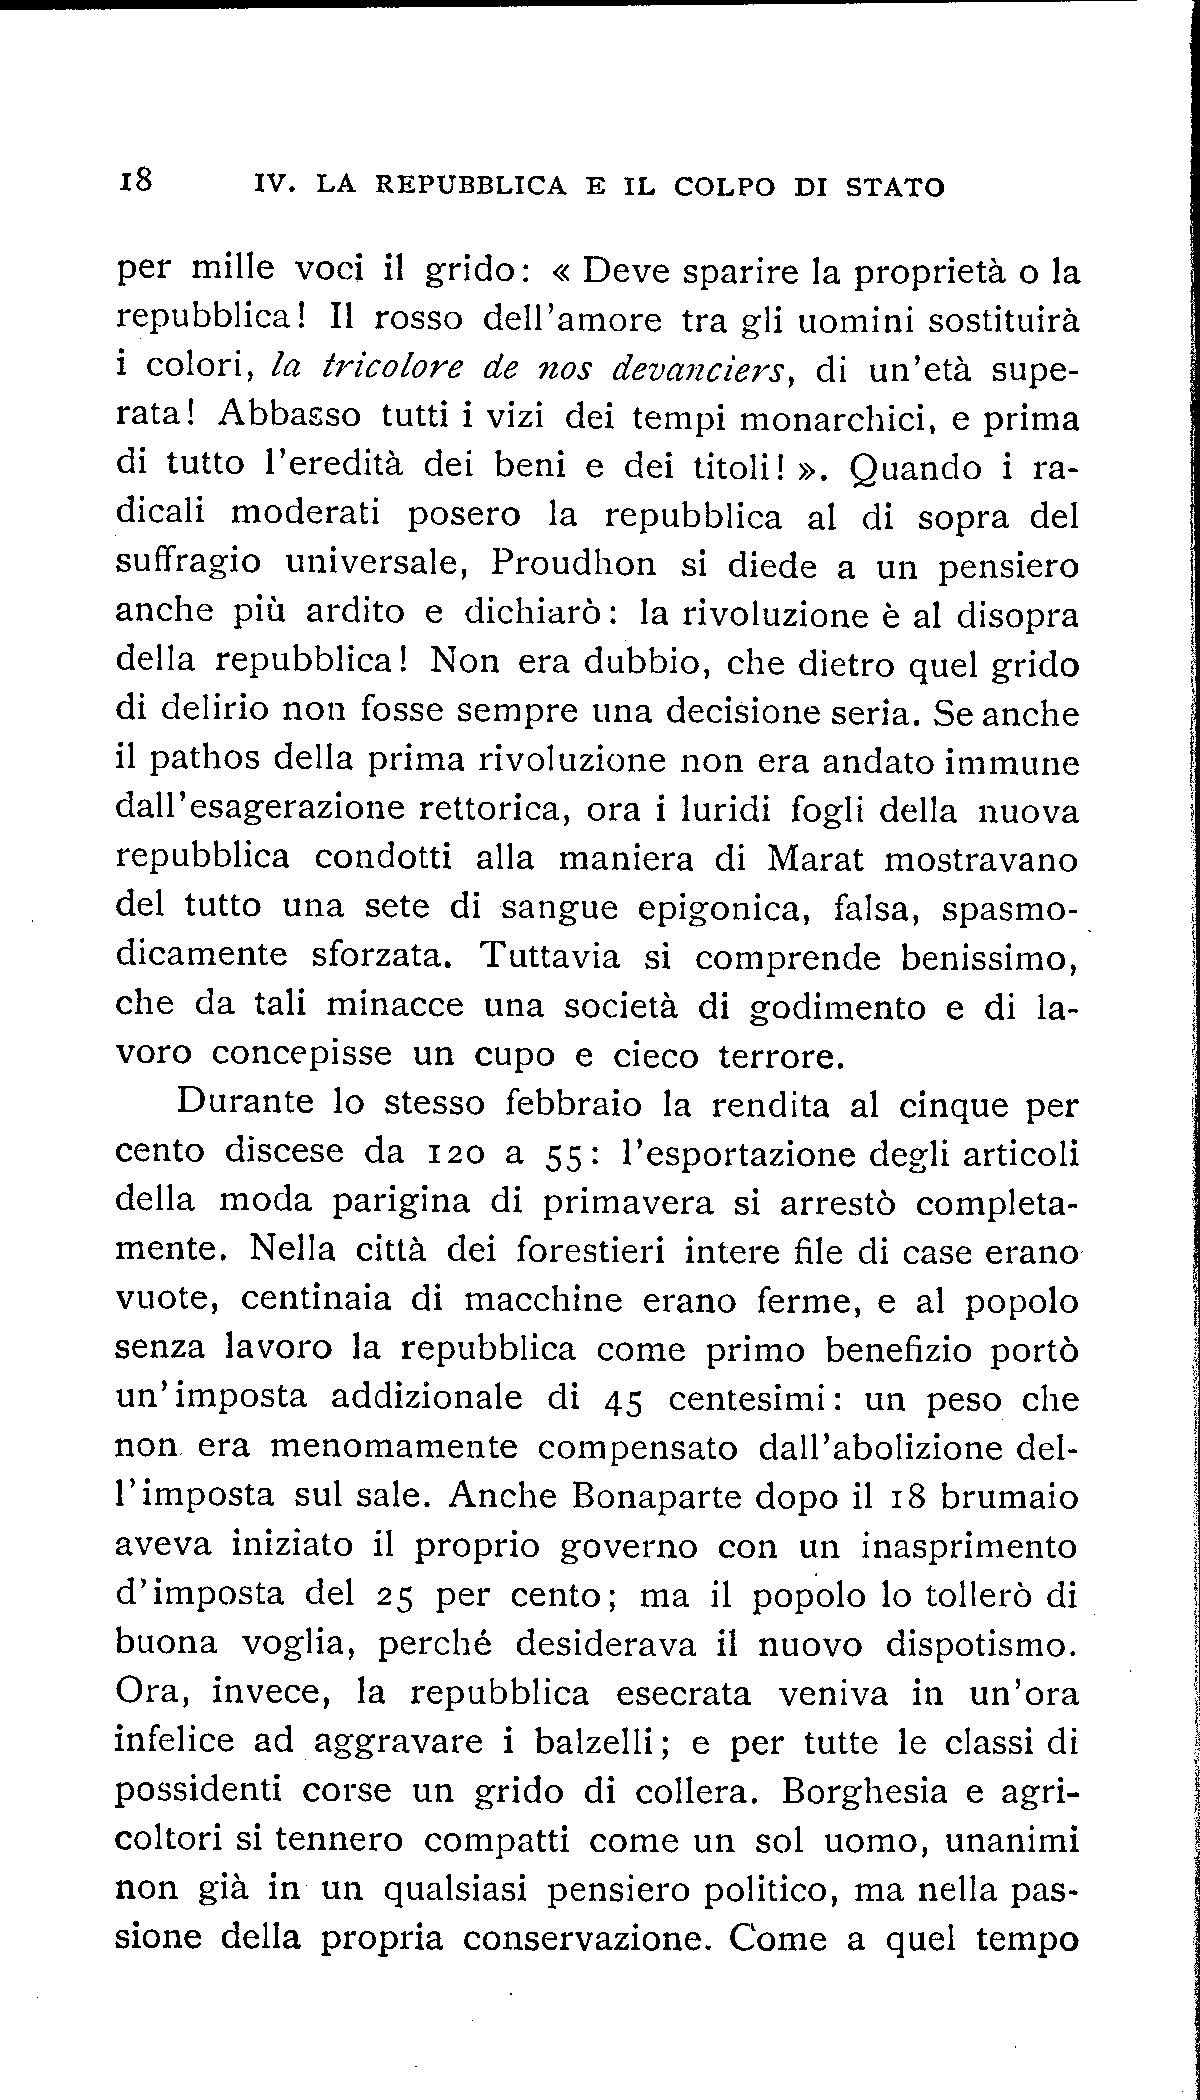 18 IV. LA REPUBBLICA E IL COLPO DI STATO
per mille voci il grido: « Deve sparire la proprietà o la
repubblica! Il rosso dell'amore tra gli uomini sostituirà
i colori, la tricolore de nos devanciers, di un'età supe-
rata! Abbasso tutti i vizi dei tempi monarchici, e prima
di tutto l'eredità dei beni e dei titoli! ». Quando i ra-
dicali moderati posero la repubblica al di sopra del
suffragio universale, Proudhon si diede a un pensiero
anche più ardito e dichiarò: la rivoluzione è al disopra
della repubblica! Non era dubbio, che dietro quel grido
di delirio non fosse sempre una decisione seria. Se anche
il pathos della prima rivoluzione non era andato immune
dall'esagerazione rettorica, ora i luridi fogli della nuova
repubblica condotti alla maniera di Marat mostravano
del tutto una sete di sangue epigonica, falsa, spasmo-
dicamente sforzata. Tuttavia si comprende benissimo,
che da tali minacce una società di godimento e di la-
voro concepisse un cupo e cieco terrore.
Durante lo stesso febbraio la rendita al cinque per
cento discese da 120 a 55: l'esportazione degli articoli
della moda parigina di primavera si arrestò completa-
mente. Nella città dei forestieri intere file di case erano
vuote, centinaia di macchine erano ferme, e al popolo
senza lavoro la repubblica come primo benefizio portò
un'imposta addizionale di 45 centesimi: un peso che
non era menomamente compensato dall'abolizione del-
l'imposta sul sale. Anche Bonaparte dopo il 18 brumaio
aveva iniziato il proprio governo con un inasprimento
d'imposta del 25 per cento; ma il popolo lo tollerò di
buona voglia, perché desiderava il nuovo dispotismo.
Ora, invece, la repubblica esecrata veniva in un'ora
infelice ad aggravare i balzelli; e per tutte le classi di
possidenti corse un grido di collera. Borghesia e agri-
coltori si tennero compatti come un sol uomo, unanimi
non già in un qualsiasi pensiero politico, ma nella pas-
sione della propria conservazione. Come a quel tempo